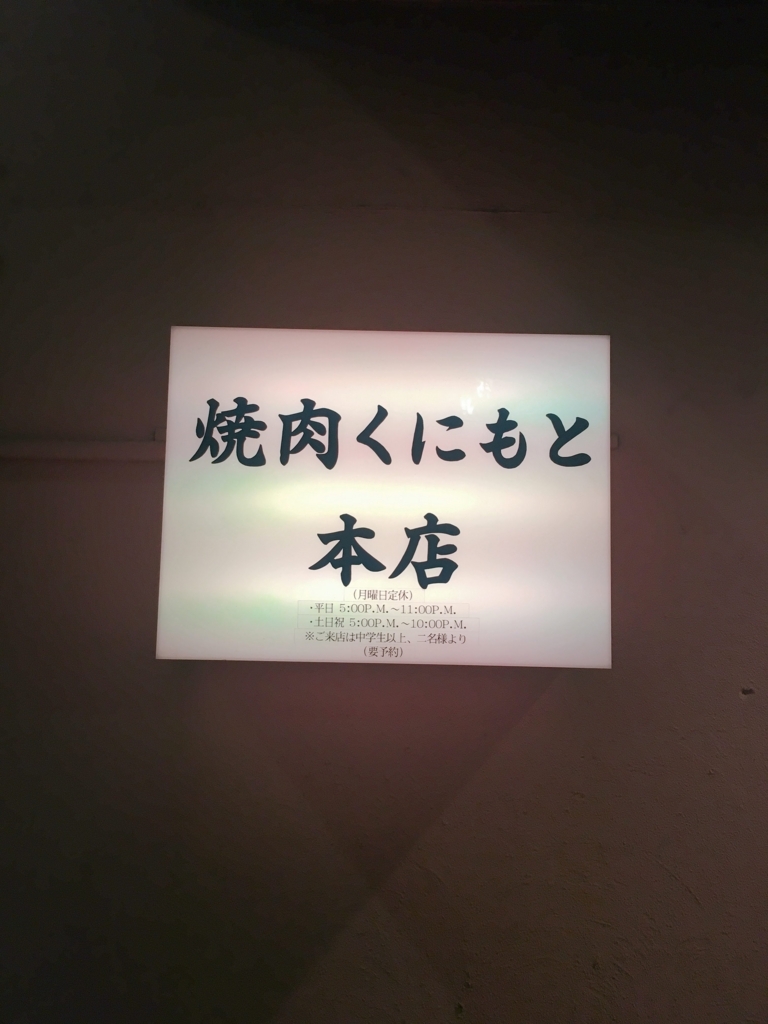 焼肉くにもと
本店
(月曜日定休)
・平日 5:00P.M.～11:00P.M.
・土日祝 5:00P.M.～10:00P.M.
※ご来店は中学生以上、二名様より
(要予約)